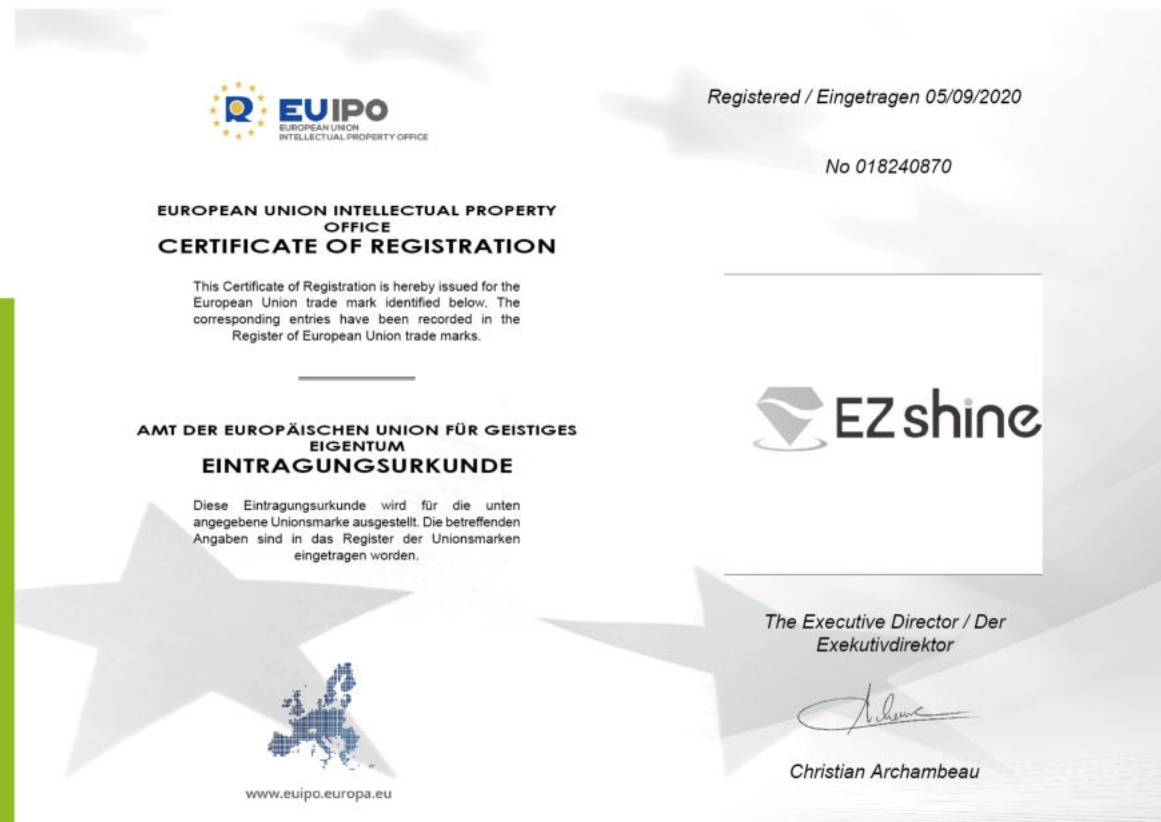 EUIPO
EUROPEAN UNION
INTELLECTUAL PROPERTY OFFICE
EUROPEAN UNION INTELLECTUAL PROPERTY
OFFICE
CERTIFICATE OF REGISTRATION
This Certificate of Registration is hereby issued for the
European Union trade mark identified below. The
corresponding entries have been recorded in the
Register of European Union trade marks.
AMT DER EUROPÄISCHEN UNION FÜR GEISTIGES
EIGENTUM
EINTRAGUNGSURKUNDE
Diese Eintragungsurkunde wird für die unten
angegebene Unionsmarke ausgestellt. Die betreffenden
Angaben sind in das Register der Unionsmarken
eingetragen worden.
www.euipo.europa.eu
Registered / Eingetragen 05/09/2020
No 018240870
EZ shine
The Executive Director / Der
Exekutivdirektor
Christian Archambeau